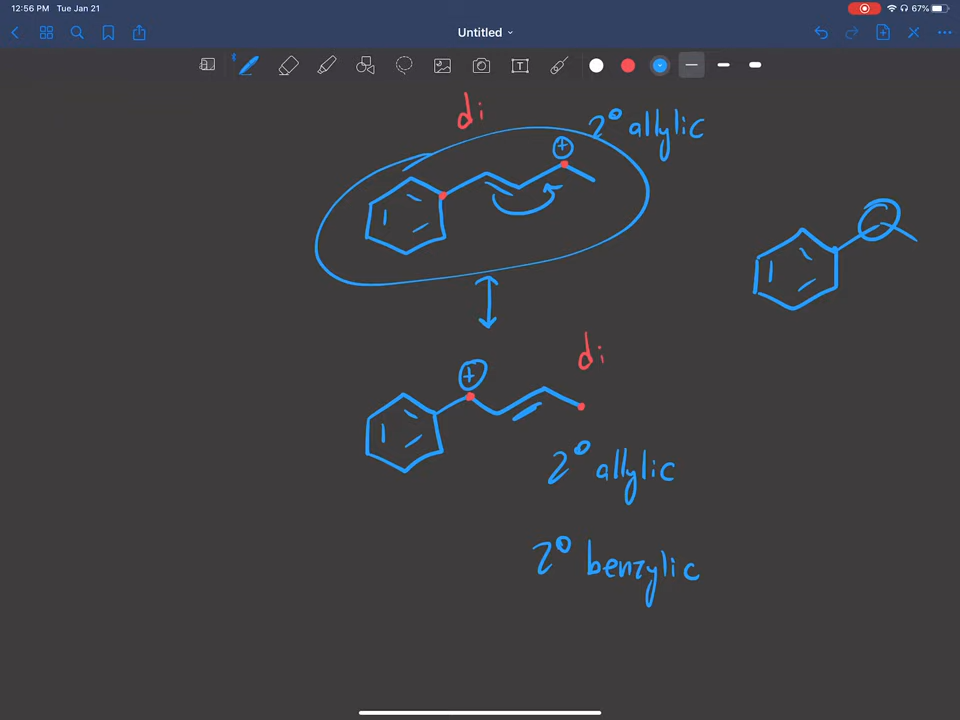 12:56 PM Tue Jan 21
67%
Untitled
T
di
2° allylic
+
+
di
2° allylic
2° benzylic